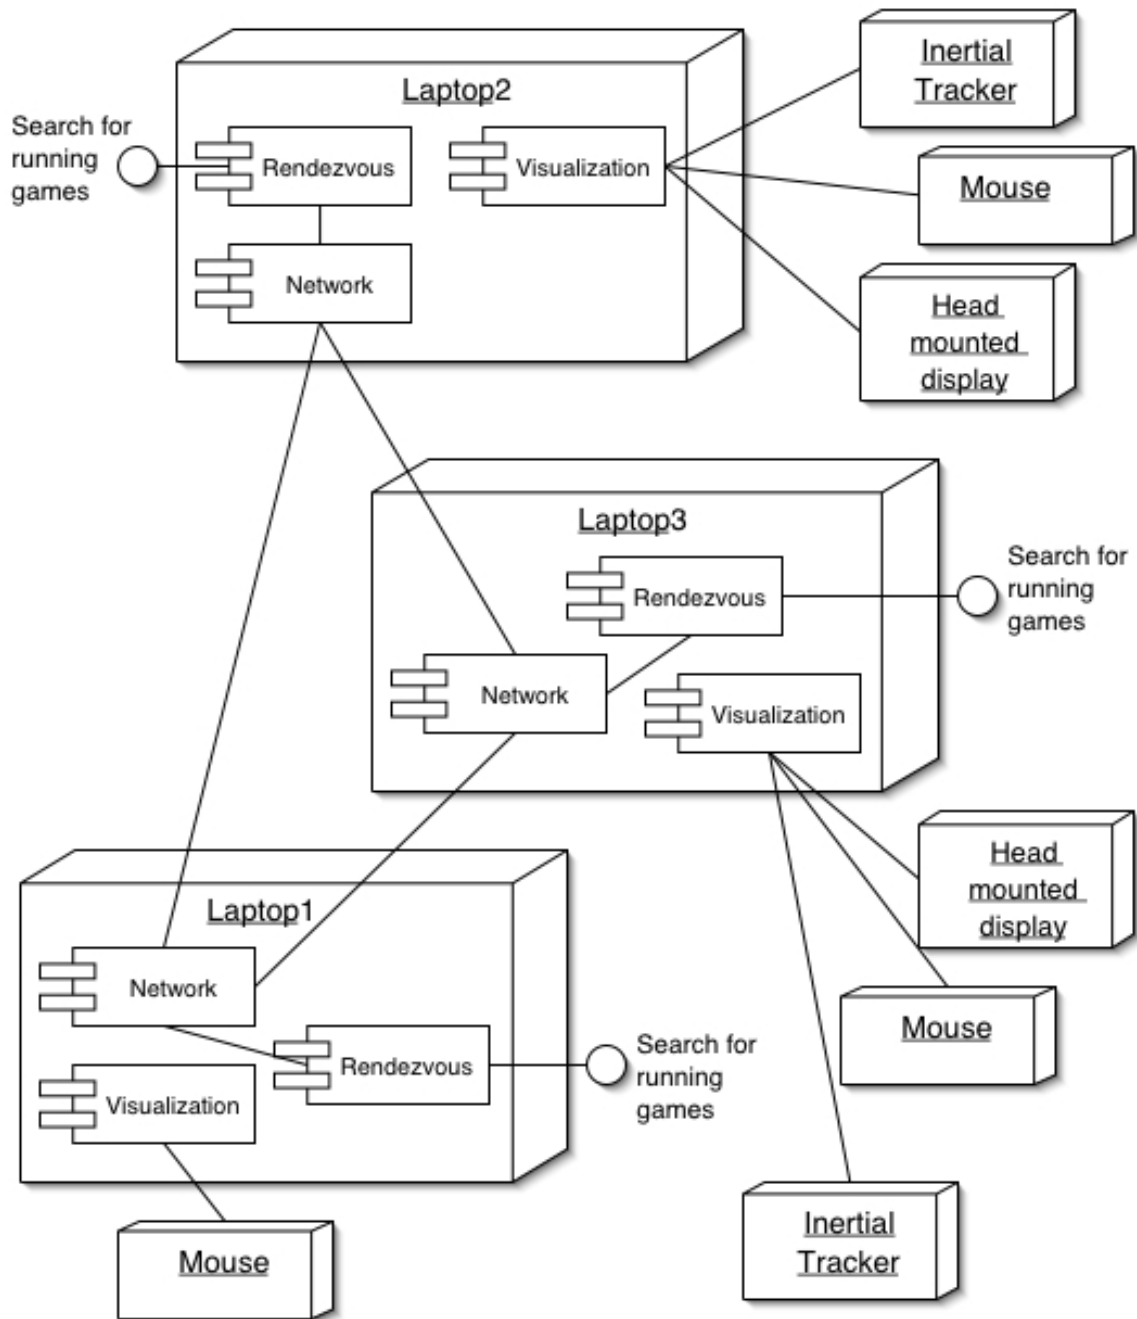 Laptop2
Search for
running
games
Rendezvous
Visualization
Network
Inertial
Tracker
Mouse
Head
mounted
display
Laptop3
Rendezvous
Search for
running
games
Network
Visualization
Head
mounted
display
Mouse
Inertial
Tracker
Laptop1
Network
Rendezvous
Search for
running
games
Visualization
Mouse